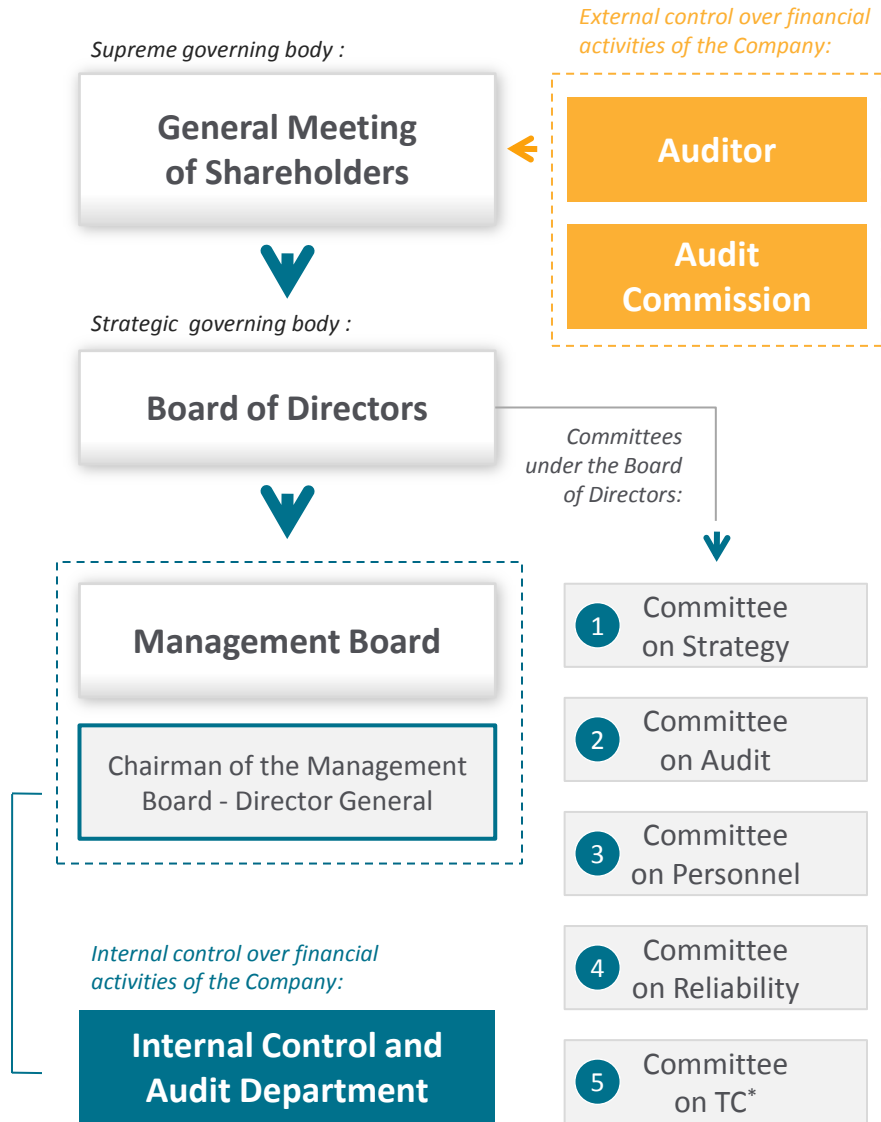 Supreme governing body :
General Meeting
of Shareholders
External control over financial
activities of the Company:
Auditor
Audit
Commission
Strategic governing body :
Board of Directors
Committees
under the Board
of Directors:
Management Board
Chairman of the Management
Board - Director General
1
Committee
on Strategy
2
Committee
on Audit
3
Committee
on Personnel
4
Committee
on Reliability
5
Committee
on TC*
Internal control over financial
activities of the Company:
Internal Control and
Audit Department